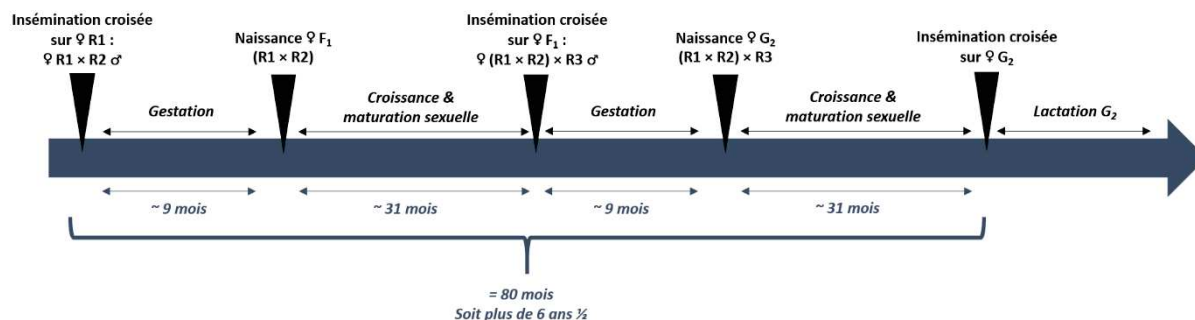 Insémination croisée
sur ♀ R1 :
♀ R1 × R2 ♂
Naissance ♀ F₁
(R1 × R2)
Insémination croisée
sur ♀ F₁ :
♀ (R1 × R2) × R3 ♂
Naissance ♀ G₂
(R1 × R2) × R3
Insémination croisée
sur ♀ G₂
Gestation
Croissance &
maturation sexuelle
Gestation
Croissance &
maturation sexuelle
Lactation G₂
~ 9 mois
~ 31 mois
~ 9 mois
~ 31 mois
= 80 mois
Soit plus de 6 ans ½